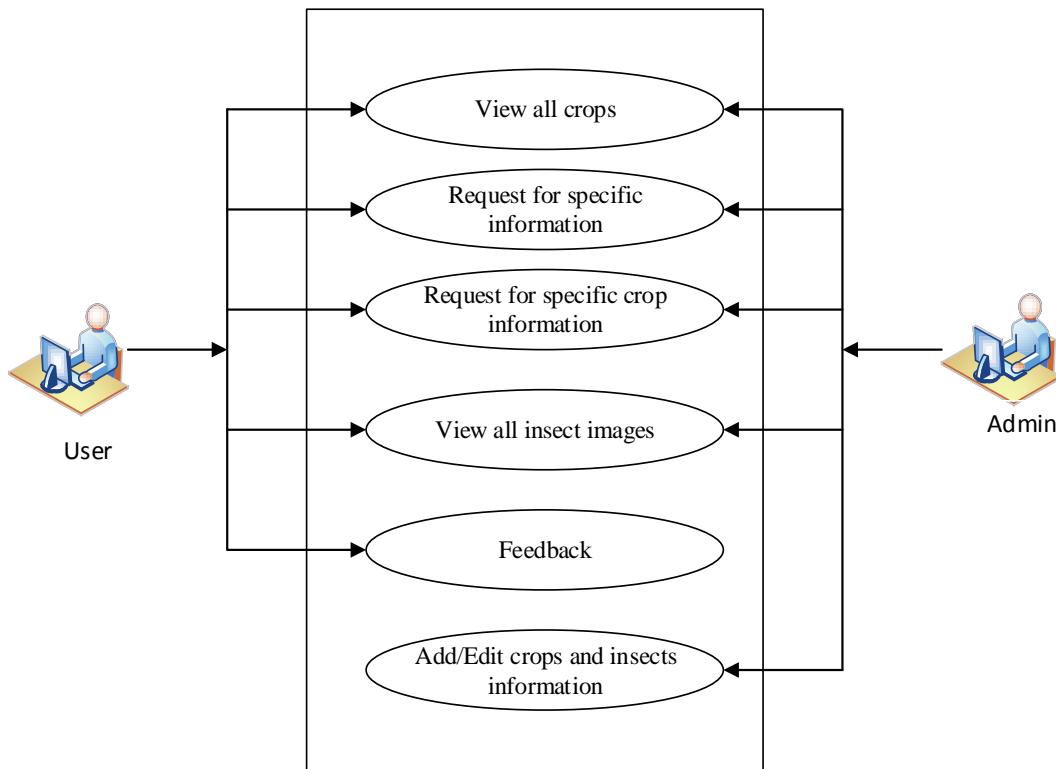 View all crops
Request for specific
information
Request for specific crop
information
View all insect images
User
Admin
Feedback
Add/Edit crops and insects
information